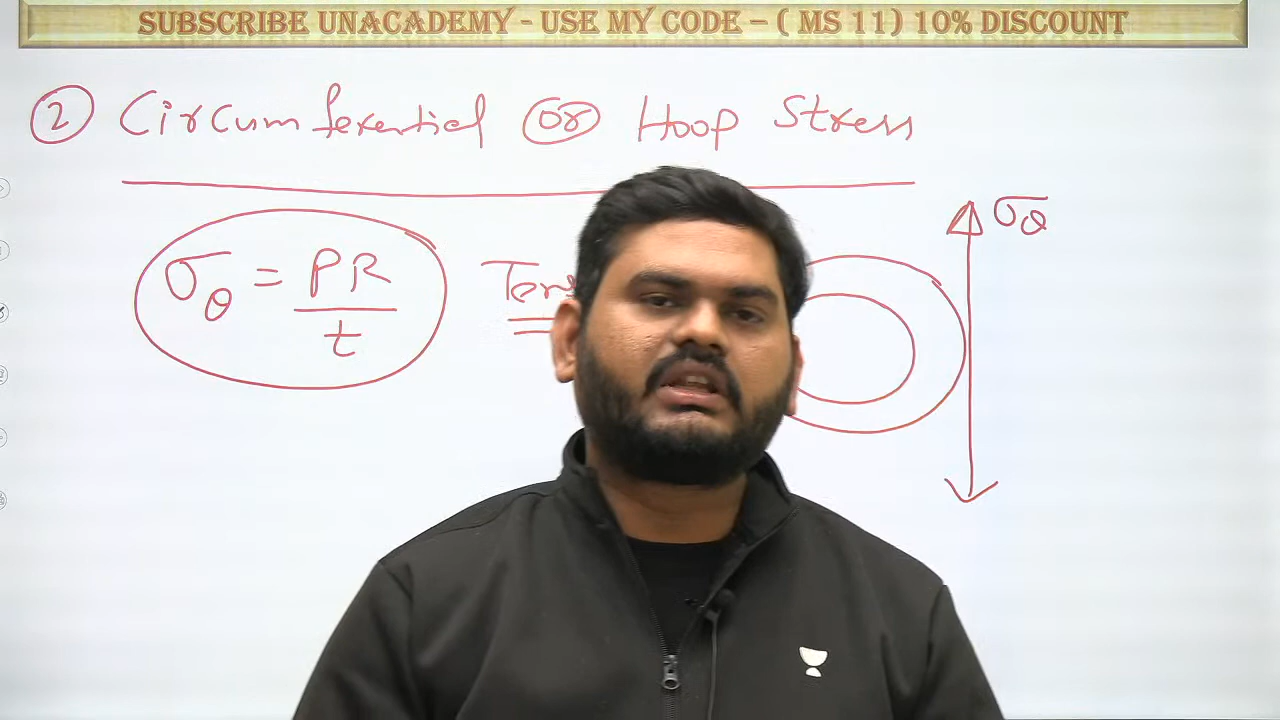 SUBSCRIBE UNACADEMY - USE MY CODE – ( MS 11) 10% DISCOUNT
② Circumferential or Hoop Stress
σθ = PR/t
σθ